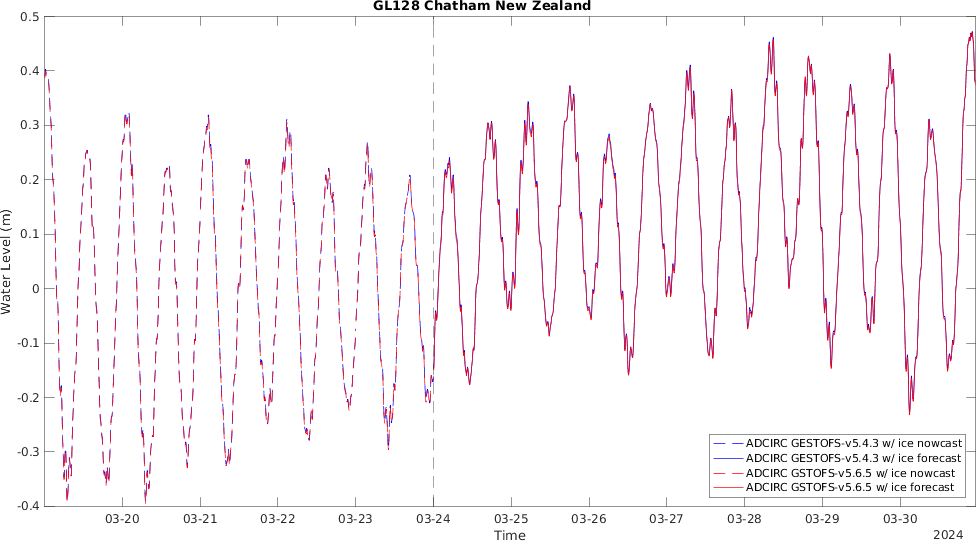 GL128 Chatham New Zealand
0.5
0.4
0.3
0.2
0.1
0
-0.1
-0.2
-0.3
-0.4
Water Level (m)
ADCIRC GESTOFS-v5.4.3 w/ ice nowcast
ADCIRC GESTOFS-v5.4.3 w/ ice forecast
ADCIRC GSTOFS-v5.6.5 w/ ice nowcast
ADCIRC GSTOFS-v5.6.5 w/ ice forecast
03-20 03-21 03-22 03-23 03-24 03-25 03-26 03-27 03-28 03-29 03-30
Time
2024